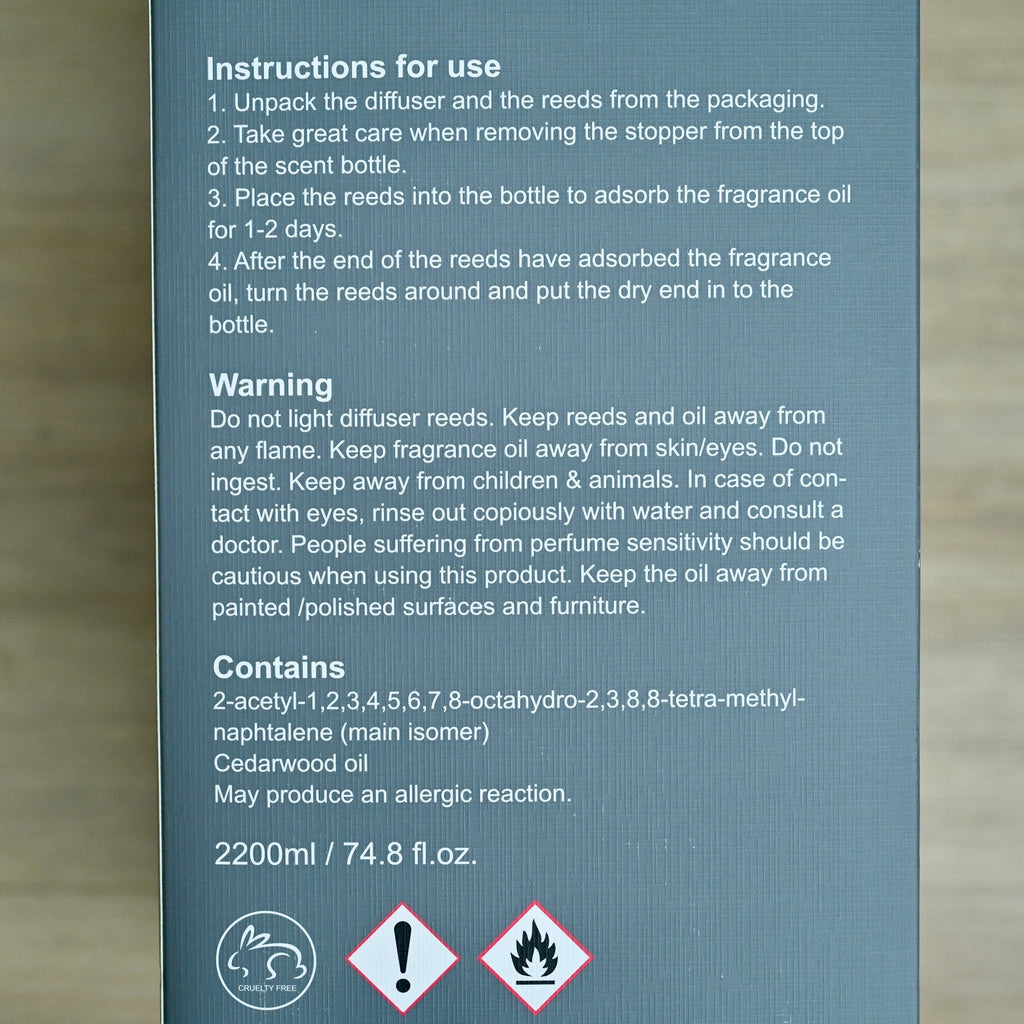 Instructions for use
1. Unpack the diffuser and the reeds from the packaging.
2. Take great care when removing the stopper from the top
of the scent bottle.
3. Place the reeds into the bottle to adsorb the fragrance oil
for 1-2 days.
4. After the end of the reeds have adsorbed the fragrance
oil, turn the reeds around and put the dry end in to the
bottle.
Warning
Do not light diffuser reeds. Keep reeds and oil away from
any flame. Keep fragrance oil away from skin/eyes. Do not
ingest. Keep away from children & animals. In case of con-
tact with eyes, rinse out copiously with water and consult a
doctor. People suffering from perfume sensitivity should be
cautious when using this product. Keep the oil away from
painted /polished surfaces and furniture.
Contains
2-acetyl-1,2,3,4,5,6,7,8-octahydro-2,3,8,8-tetra-methyl-
naphtalene (main isomer)
Cedarwood oil
May produce an allergic reaction.
2200ml / 74.8 fl.oz.
CRUELTY FREE